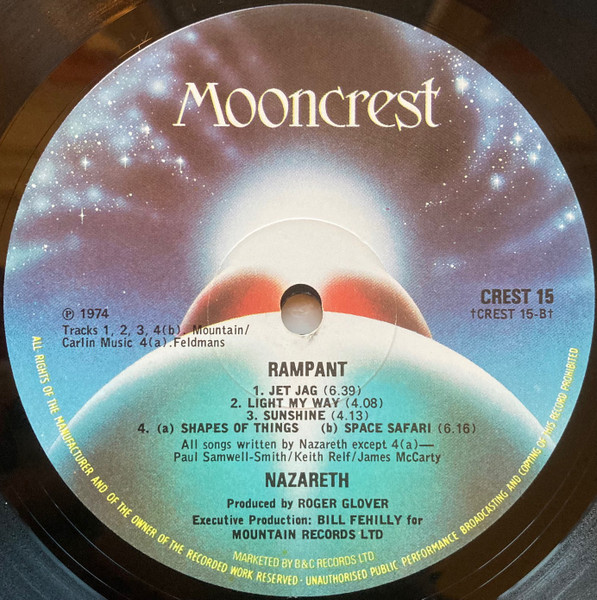 Mooncrest
CREST 15
†CREST 15-B†
℗ 1974
Tracks 1, 2, 3, 4(b). Mountain/
Carlin Music 4(a).Feldmans
RAMPANT
1. JET JAG (6.39)
2. LIGHT MY WAY (4.08)
3. SUNSHINE (4.13)
4. (a) SHAPES OF THINGS (b) SPACE SAFARI (6.16)
All songs written by Nazareth except 4(a)—
Paul Samwell-Smith/Keith Relf/James McCarty
NAZARETH
Produced by ROGER GLOVER
Executive Production: BILL FEHILLY for
MOUNTAIN RECORDS LTD
MARKETED BY B&C RECORDS LTD
ALL RIGHTS OF THE MANUFACTURER AND OF THE OWNER OF THE RECORDED WORK RESERVED · UNAUTHORISED PUBLIC PERFORMANCE BROADCASTING AND COPYING OF THIS RECORD PROHIBITED